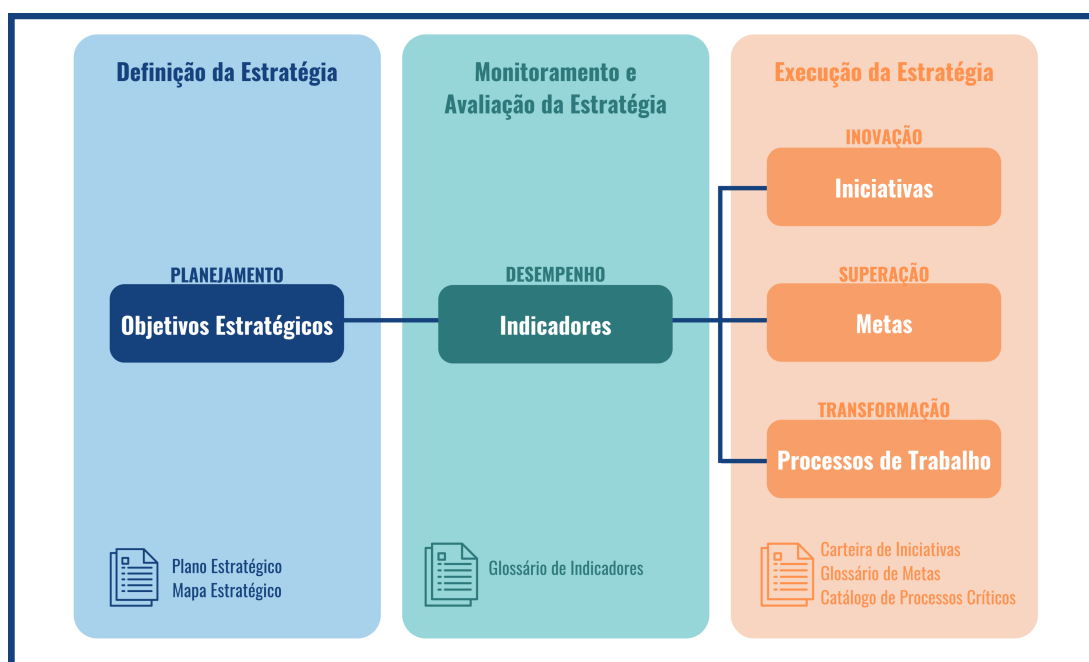 Definição da Estratégia
PLANEJAMENTO
Objetivos Estratégicos
Plano Estratégico
Mapa Estratégico
Monitoramento e
Avaliação da Estratégia
DESEMPENHO
Indicadores
Glossário de Indicadores
Execução da Estratégia
INOVAÇÃO
Iniciativas
SUPERAÇÃO
Metas
TRANSFORMAÇÃO
Processos de Trabalho
Carteira de Iniciativas
Glossário de Metas
Catálogo de Processos Críticos